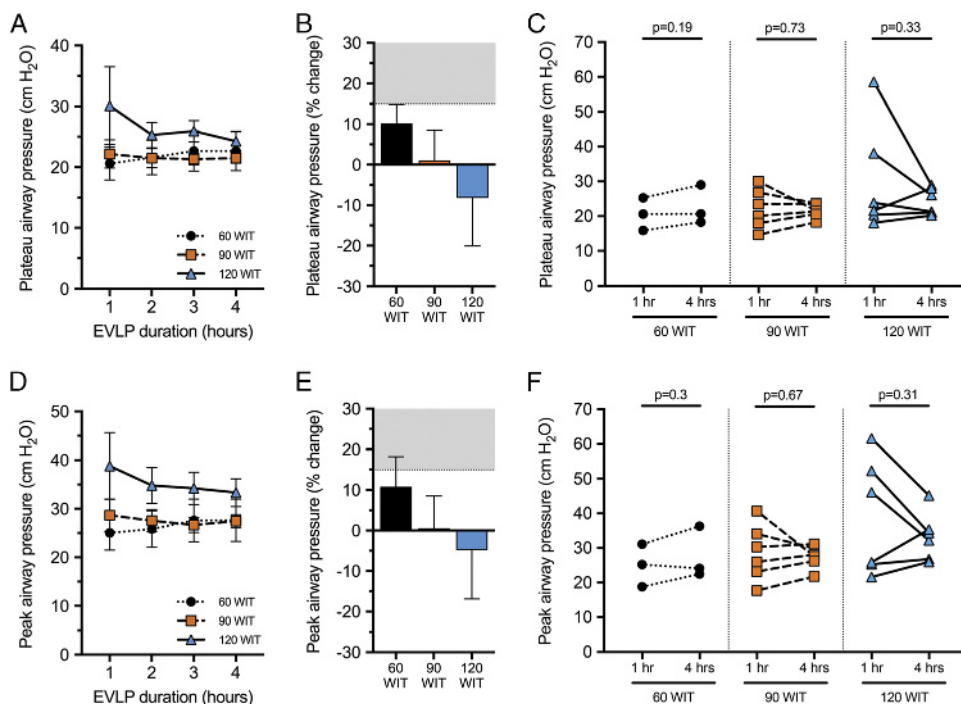 A
Plateau airway pressure (cm H2O)
40
30
20
10
0
60 WIT
90 WIT
120 WIT
1 2 3 4
EVLP duration (hours)
B
Plateau airway pressure (% change)
30
20
10
0
-10
-20
-30
60 WIT
90 WIT
120 WIT
C
Plateau airway pressure (cm H2O)
p=0.19
p=0.73
p=0.33
70
60
50
40
30
20
10
0
1 hr 4 hrs
1 hr 4 hrs
1 hr 4 hrs
60 WIT
90 WIT
120 WIT
D
Peak airway pressure (cm H2O)
50
40
30
20
10
0
60 WIT
90 WIT
120 WIT
1 2 3 4
EVLP duration (hours)
E
Peak airway pressure (% change)
30
20
10
0
-10
-20
-30
60 WIT
90 WIT
120 WIT
F
Peak airway pressure (cm H2O)
p=0.3
p=0.67
p=0.31
70
60
50
40
30
20
10
0
1 hr 4 hrs
1 hr 4 hrs
1 hr 4 hrs
60 WIT
90 WIT
120 WIT